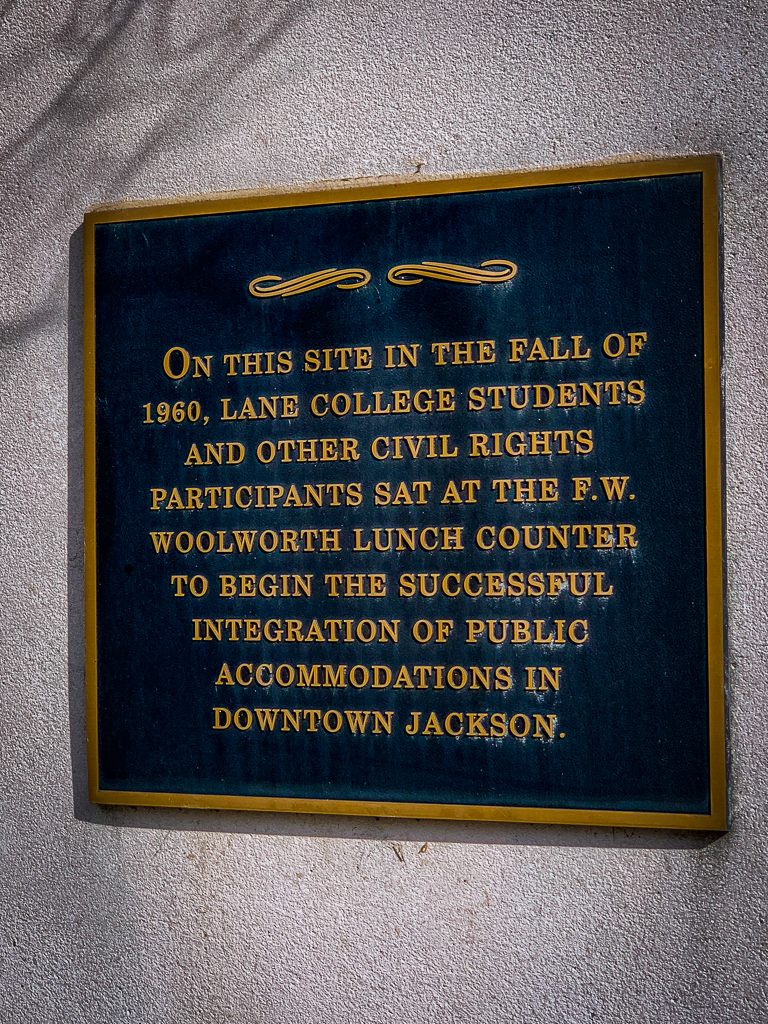 On this site in the fall of
1960, Lane College students
and other civil rights
participants sat at the F.W.
Woolworth lunch counter
to begin the successful
integration of public
accommodations in
downtown Jackson.